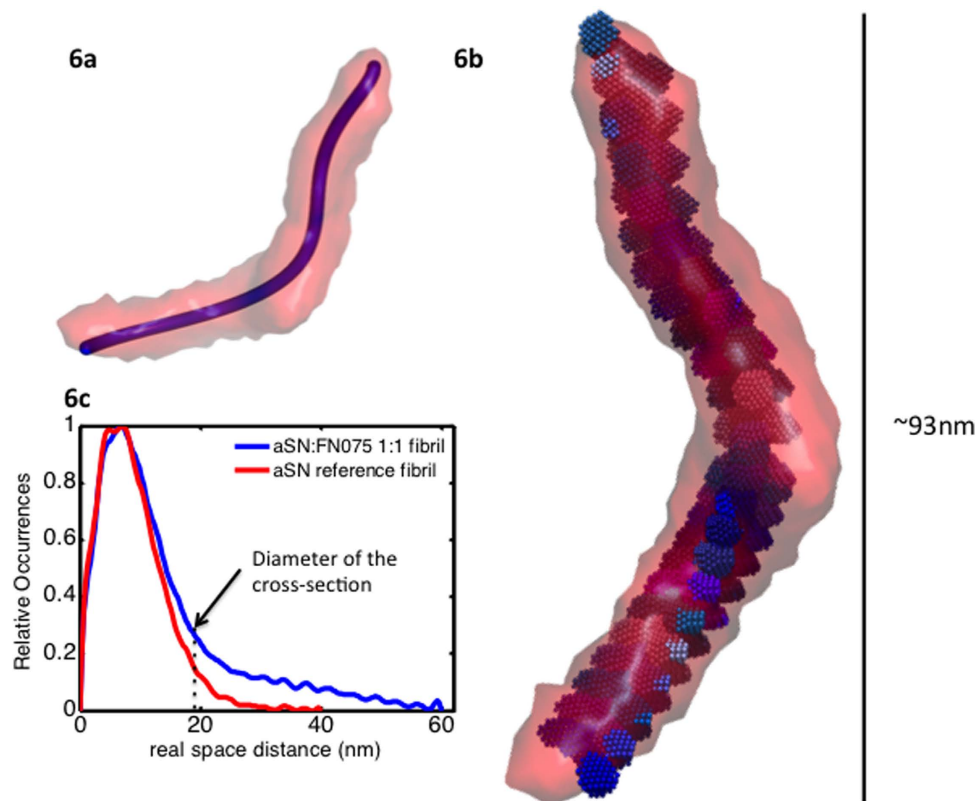 6a
6b
~93nm
6c
1
0.8
0.6
0.4
0.2
0
0
20
40
60
Relative Occurrences
real space distance (nm)
aSN:FN075 1:1 fibril
aSN reference fibril
Diameter of the
cross-section